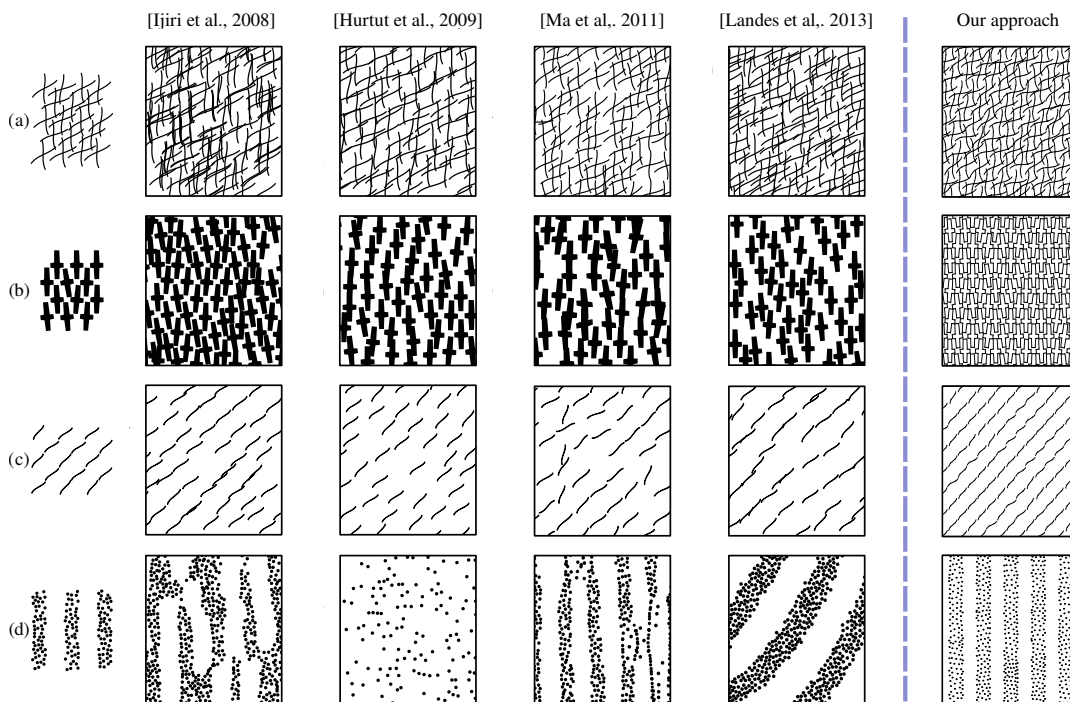 [Ijiri et al., 2008] [Hurtut et al., 2009] [Ma et al,. 2011] [Landes et al,. 2013] Our approach
(a)
(b)
(c)
(d)